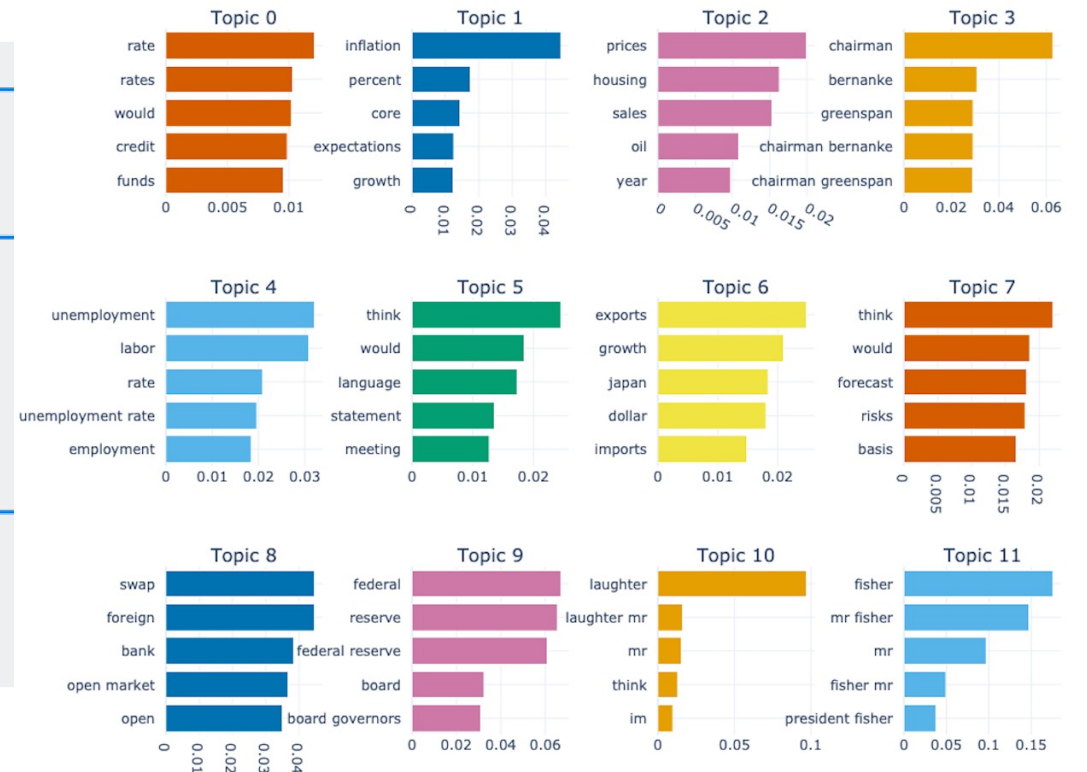 Topic 0
rate
rates
would
credit
funds
0 0.005 0.01
Topic 1
inflation
percent
core
expectations
growth
0 0.01 0.02 0.03 0.04
Topic 2
prices
housing
sales
oil
year
0 0.005 0.01 0.015 0.02
Topic 3
chairman
bernanke
greenspan
chairman bernanke
chairman greenspan
0 0.02 0.04 0.06
Topic 4
unemployment
labor
rate
unemployment rate
employment
0 0.01 0.02 0.03
Topic 5
think
would
language
statement
meeting
0 0.01 0.02
Topic 6
exports
growth
japan
dollar
imports
0 0.01 0.02
Topic 7
think
would
forecast
risks
basis
0 0.005 0.01 0.015 0.02
Topic 8
swap
foreign
bank
open market
open
0 0.01 0.02 0.03 0.04
Topic 9
federal
reserve
federal reserve
board
board governors
0 0.02 0.04 0.06
Topic 10
laughter
laughter mr
mr
think
im
0 0.05 0.1
Topic 11
fisher
mr fisher
mr
fisher mr
president fisher
0 0.05 0.1 0.15